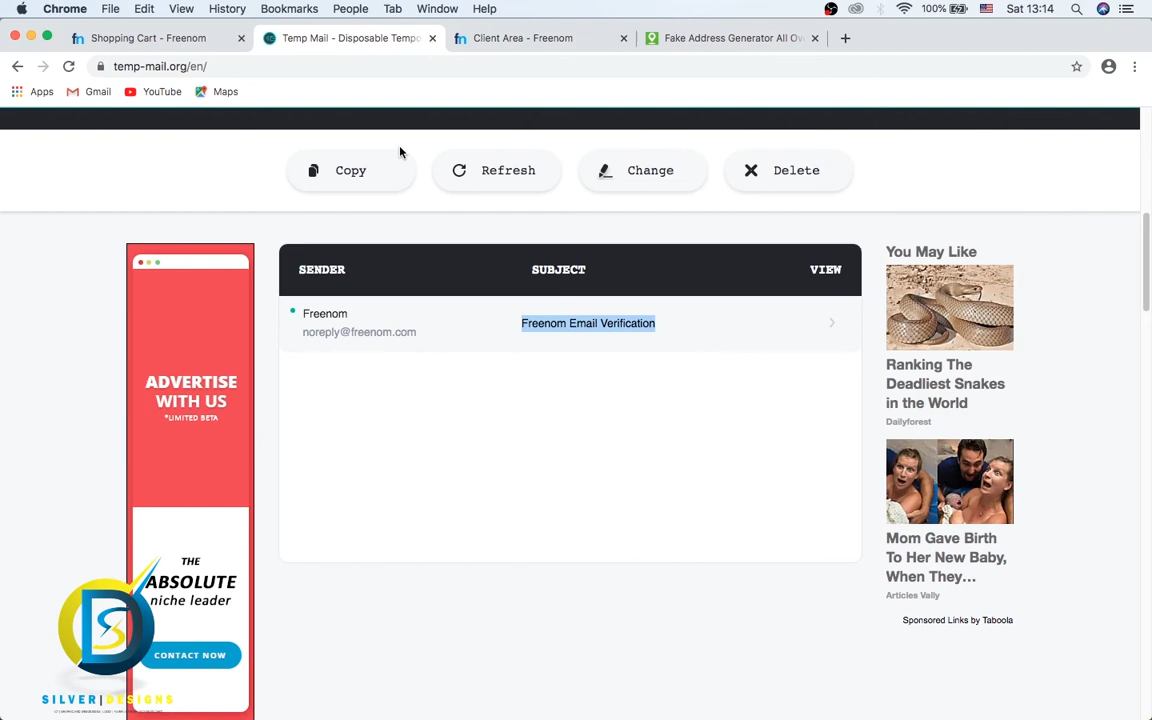 Chrome File Edit View History Bookmarks People Tab Window Help 100% Sat 13:14
Shopping Cart - Freenom Temp Mail - Disposable Tempo Client Area - Freenom Fake Address Generator All Ov
temp-mail.org/en/
Apps Gmail YouTube Maps
Copy Refresh Change Delete
SENDER SUBJECT VIEW
Freenom
noreply@freenom.com
Freenom Email Verification
ADVERTISE
WITH US
*LIMITED BETA
THE
ABSOLUTE
niche leader
CONTACT NOW
SILVER|DESIGNS
You May Like
Ranking The
Deadliest Snakes
in the World
Dailyforest
Mom Gave Birth
To Her New Baby,
When They...
Articles Vally
Sponsored Links by Taboola